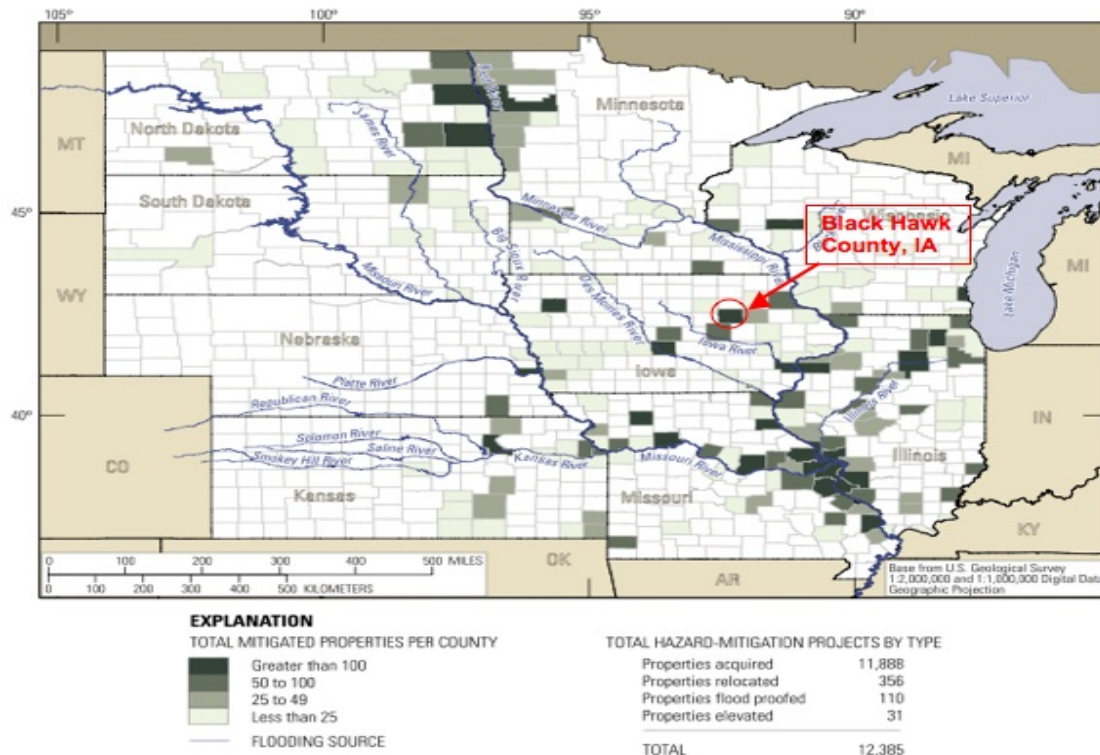 105°
100°
95°
90°
MT
North Dakota
Red River
Minnesota
Lake Superior
James River
MI
45°
South Dakota
Minnesota River
Big Sioux River
Mississippi River
Wisconsin
Black Hawk
County, IA
MI
Lake Michigan
WY
Missouri River
Des Moines River
Nebraska
Iowa River
Iowa
Platte River
Illinois River
40°
Republican River
IN
Solomon River
Saline River
Smokey Hill River
Kansas River
Missouri River
Illinois
CO
Kansas
Missouri
KY
OK
AR
0 100 200 300 400 500 MILES
0 100 200 300 400 500 KILOMETERS
Base from U.S. Geological Survey
1:2,000,000 and 1:1,000,000 Digital Data
Geographic Projection
EXPLANATION
TOTAL MITIGATED PROPERTIES PER COUNTY
Greater than 100
50 to 100
25 to 49
Less than 25
FLOODING SOURCE
TOTAL HAZARD-MITIGATION PROJECTS BY TYPE
Properties acquired 11,888
Properties relocated 356
Properties flood proofed 110
Properties elevated 31
TOTAL 12,385